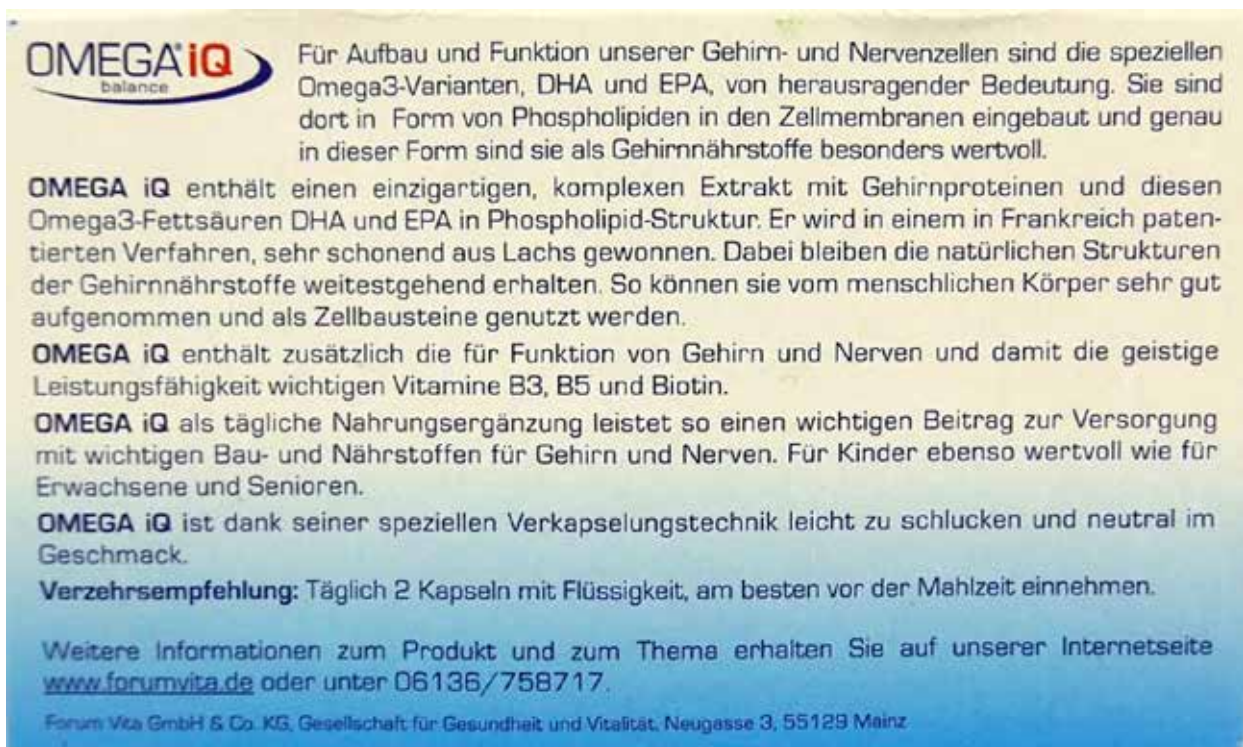 OMEGA® iQ
balance
Für Aufbau und Funktion unserer Gehirn- und Nervenzellen sind die speziellen
Omega3-Varianten, DHA und EPA, von herausragender Bedeutung. Sie sind
dort in Form von Phospholipiden in den Zellmembranen eingebaut und genau
in dieser Form sind sie als Gehirnnährstoffe besonders wertvoll.
OMEGA iQ enthält einen einzigartigen, komplexen Extrakt mit Gehirnproteinen und diesen
Omega3-Fettsäuren DHA und EPA in Phospholipid-Struktur. Er wird in einem in Frankreich paten-
tierten Verfahren, sehr schonend aus Lachs gewonnen. Dabei bleiben die natürlichen Strukturen
der Gehirnnährstoffe weitestgehend erhalten. So können sie vom menschlichen Körper sehr gut
aufgenommen und als Zellbausteine genutzt werden.
OMEGA iQ enthält zusätzlich die für Funktion von Gehirn und Nerven und damit die geistige
Leistungsfähigkeit wichtigen Vitamine B3, B5 und Biotin.
OMEGA iQ als tägliche Nahrungsergänzung leistet so einen wichtigen Beitrag zur Versorgung
mit wichtigen Bau- und Nährstoffen für Gehirn und Nerven. Für Kinder ebenso wertvoll wie für
Erwachsene und Senioren.
OMEGA iQ ist dank seiner speziellen Verkapselungstechnik leicht zu schlucken und neutral im
Geschmack.
Verzehrsempfehlung: Täglich 2 Kapseln mit Flüssigkeit, am besten vor der Mahlzeit einnehmen.
Weitere Informationen zum Produkt und zum Thema erhalten Sie auf unserer Internetseite
www.forumvita.de oder unter 06136/758717.
Forum Vita GmbH & Co. KG, Gesellschaft für Gesundheit und Vitalität, Neugasse 3, 55129 Mainz